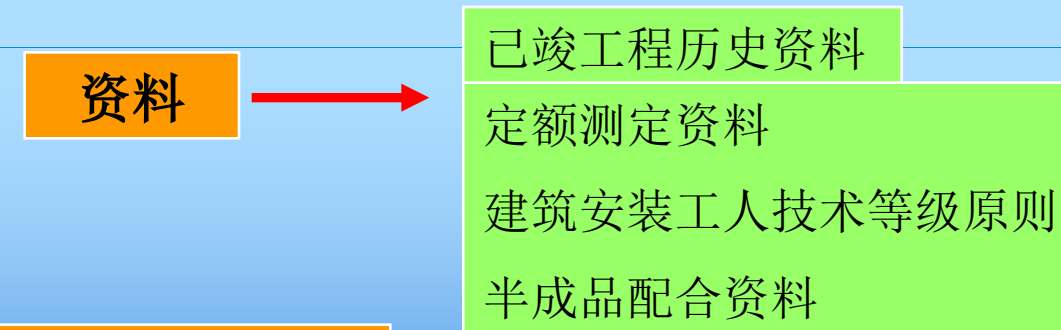 资料
已竣工程历史资料
定额测定资料
建筑安装工人技术等级原则
半成品配合资料